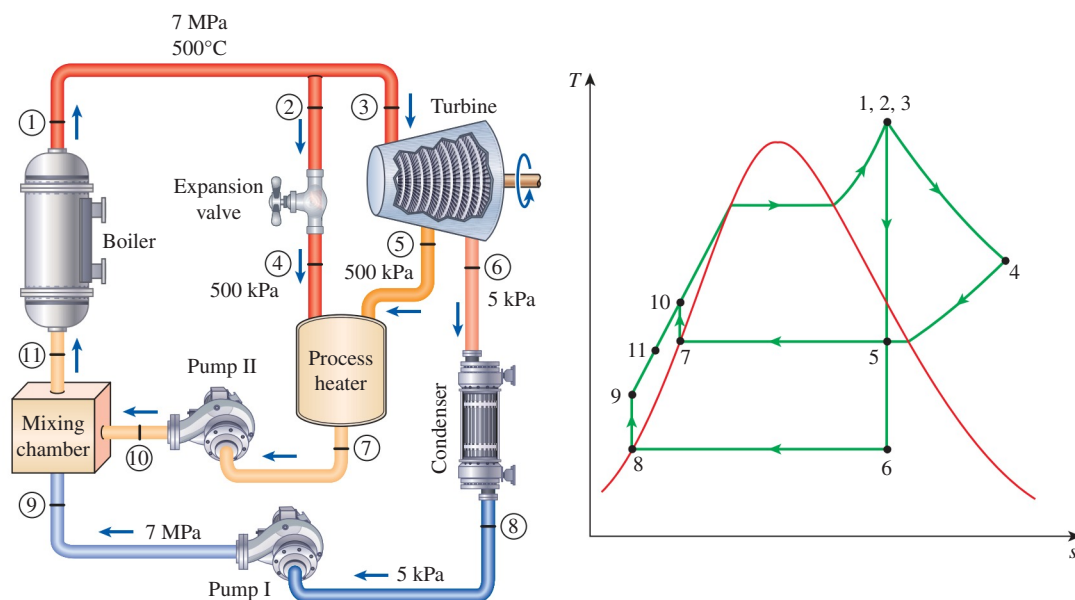 7 MPa
500°C
1
2
3
Turbine
Expansion
valve
Boiler
4
500 kPa
5
500 kPa
6
5 kPa
11
Pump II
Process
heater
Mixing
chamber
10
7
Condenser
9
7 MPa
8
Pump I
5 kPa
T
1, 2, 3
4
10
11
7
5
9
8
6
s